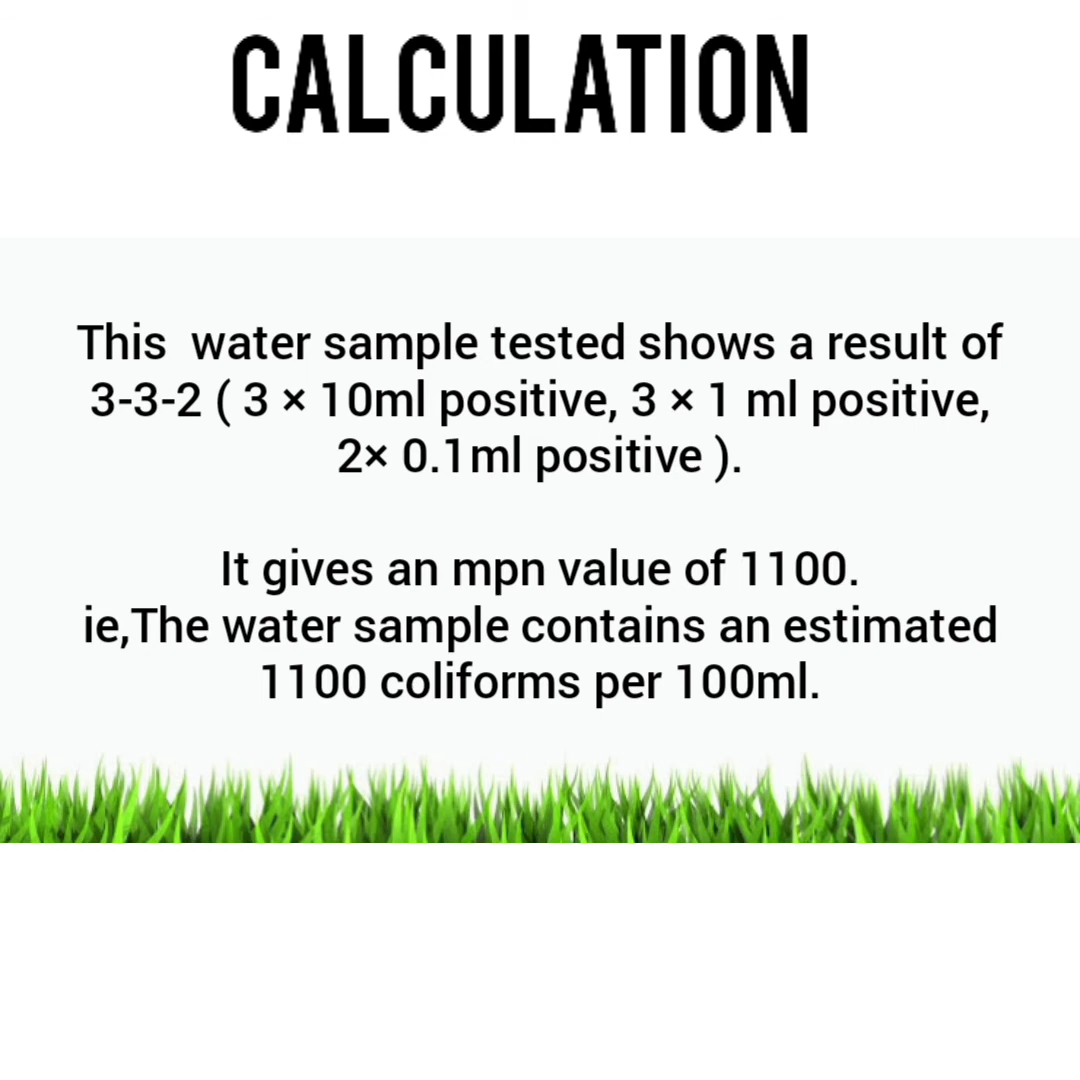 CALCULATION
This  water sample tested shows a result of
3-3-2 ( 3 × 10ml positive, 3 × 1 ml positive,
2× 0.1ml positive ).
It gives an mpn value of 1100.
ie,The water sample contains an estimated
1100 coliforms per 100ml.